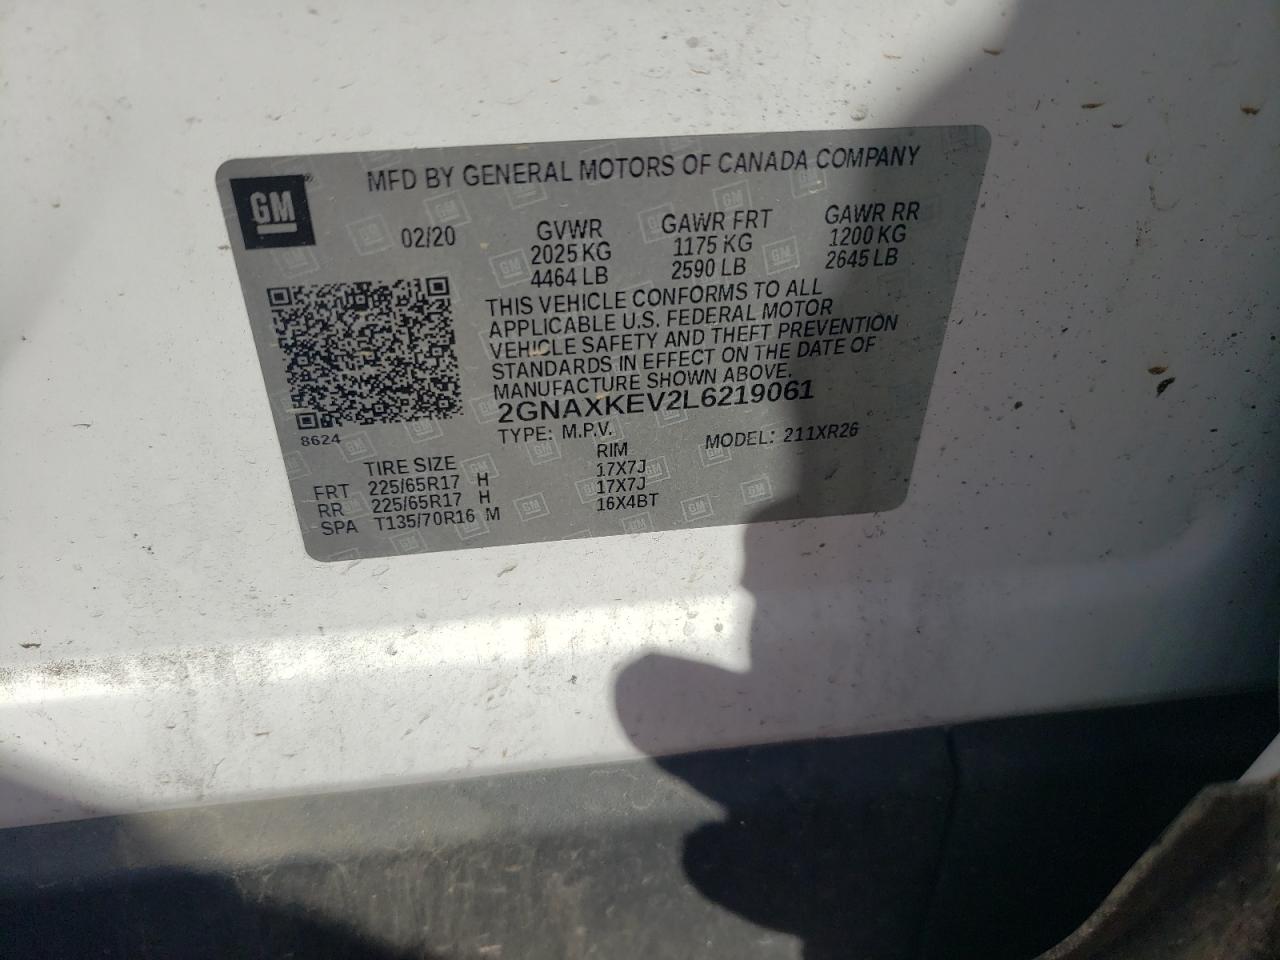 GM
MFD BY GENERAL MOTORS OF CANADA COMPANY
02/20
GVWR
2025 KG
4464 LB
GAWR FRT
1175 KG
2590 LB
GAWR RR
1200 KG
2645 LB
THIS VEHICLE CONFORMS TO ALL
APPLICABLE U.S. FEDERAL MOTOR
VEHICLE SAFETY AND THEFT PREVENTION
STANDARDS IN EFFECT ON THE DATE OF
MANUFACTURE SHOWN ABOVE.
2GNAXKEV2L6219061
8624
TYPE: M.P.V.
MODEL: 211XR26
TIRE SIZE RIM
FRT 225/65R17 H 17X7J
RR 225/65R17 H 17X7J
SPA T135/70R16 M 16X4BT